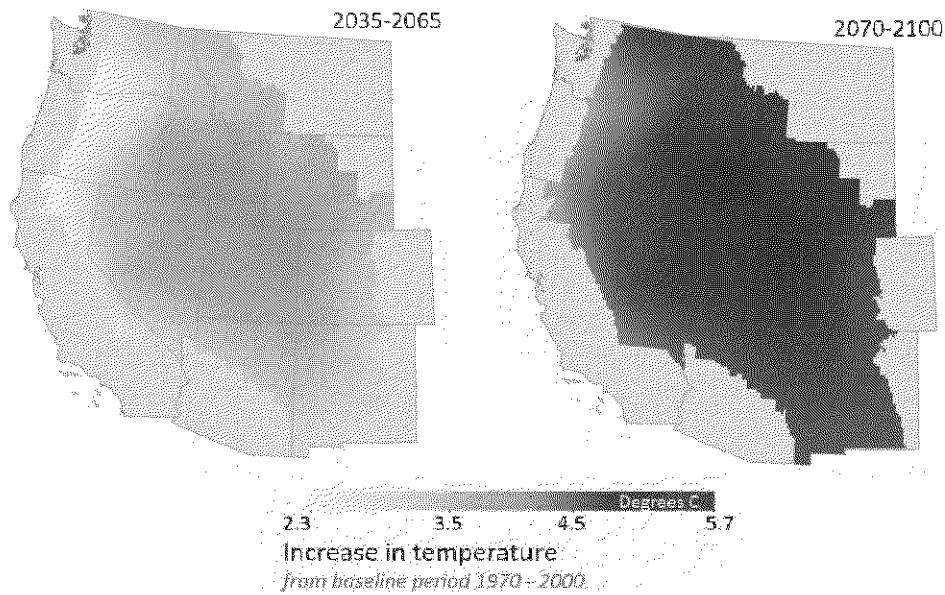 2035-2065
2070-2100
Degrees C
2.3 3.5 4.5 5.7
Increase in temperature
from baseline period 1970 - 2000